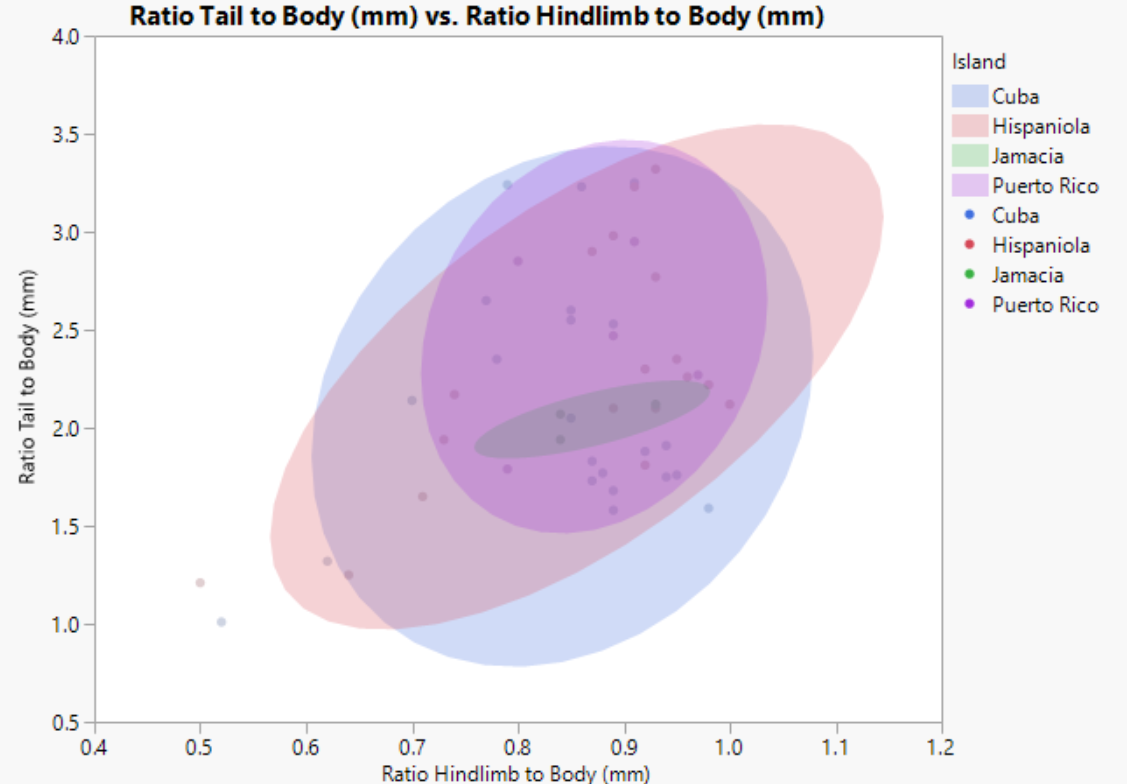 Ratio Tail to Body (mm) vs. Ratio Hindlimb to Body (mm)
4.0
3.5
3.0
2.5
2.0
1.5
1.0
0.5
Ratio Tail to Body (mm)
0.4 0.5 0.6 0.7 0.8 0.9 1.0 1.1 1.2
Ratio Hindlimb to Body (mm)
Island
Cuba
Hispaniola
Jamacia
Puerto Rico
Cuba
Hispaniola
Jamacia
Puerto Rico